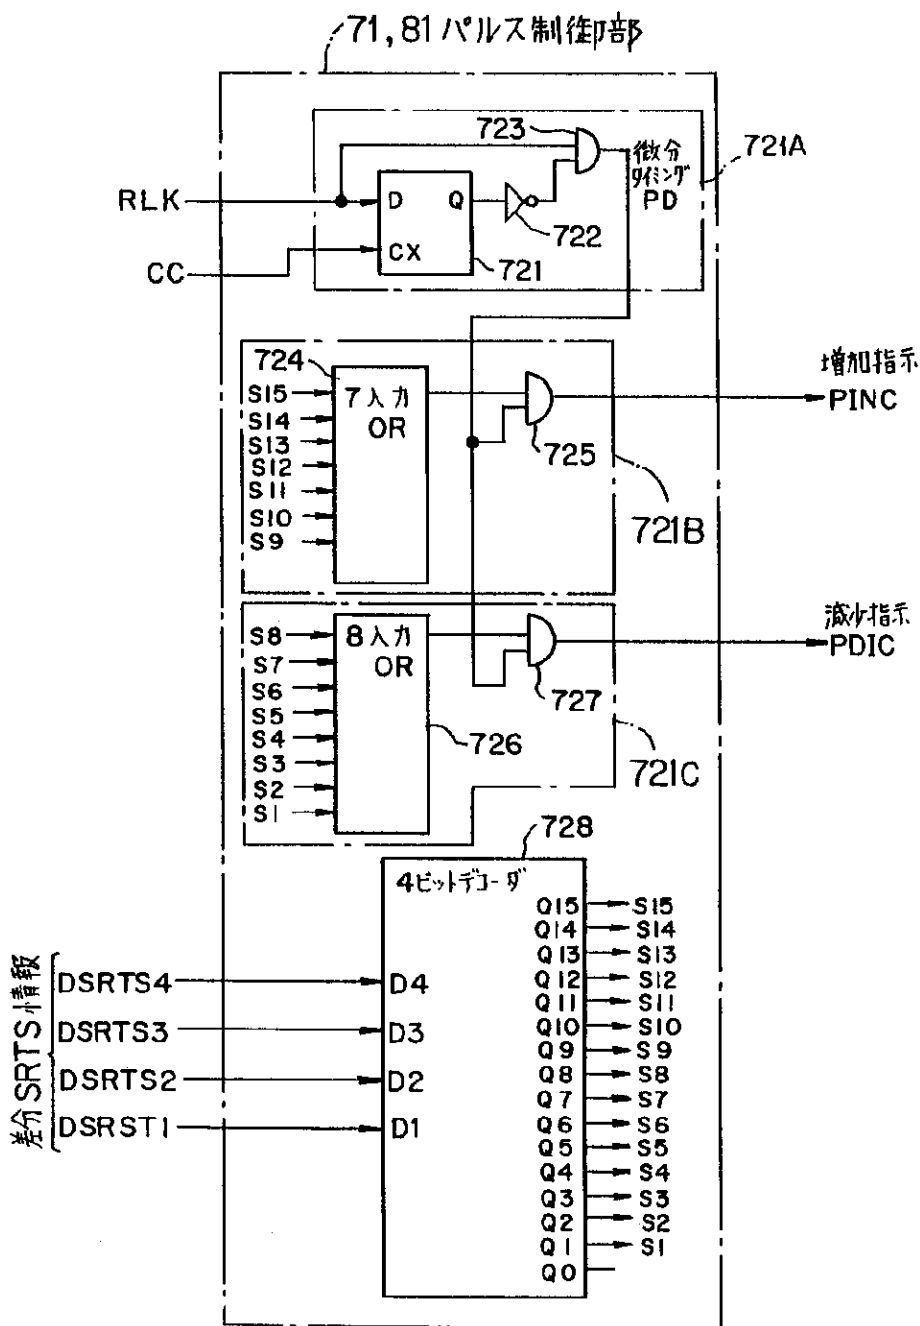 71,81 パルス制御部
723
微分
タイミング
PD
721A
RLK
D
Q
722
CC
CX
721
724
7入力
OR
S15
S14
S13
S12
S11
S10
S9
725
増加指示
PINC
721B
8入力
OR
S8
S7
S6
S5
S4
S3
S2
S1
726
727
減少指示
PDIC
721C
728
4ビットデコーダ
差分SRTS情報
DSRTS4
DSRTS3
DSRTS2
DSRST1
D4
D3
D2
D1
Q15 S15
Q14 S14
Q13 S13
Q12 S12
Q11 S11
Q10 S10
Q9 S9
Q8 S8
Q7 S7
Q6 S6
Q5 S5
Q4 S4
Q3 S3
Q2 S2
Q1 S1
Q0